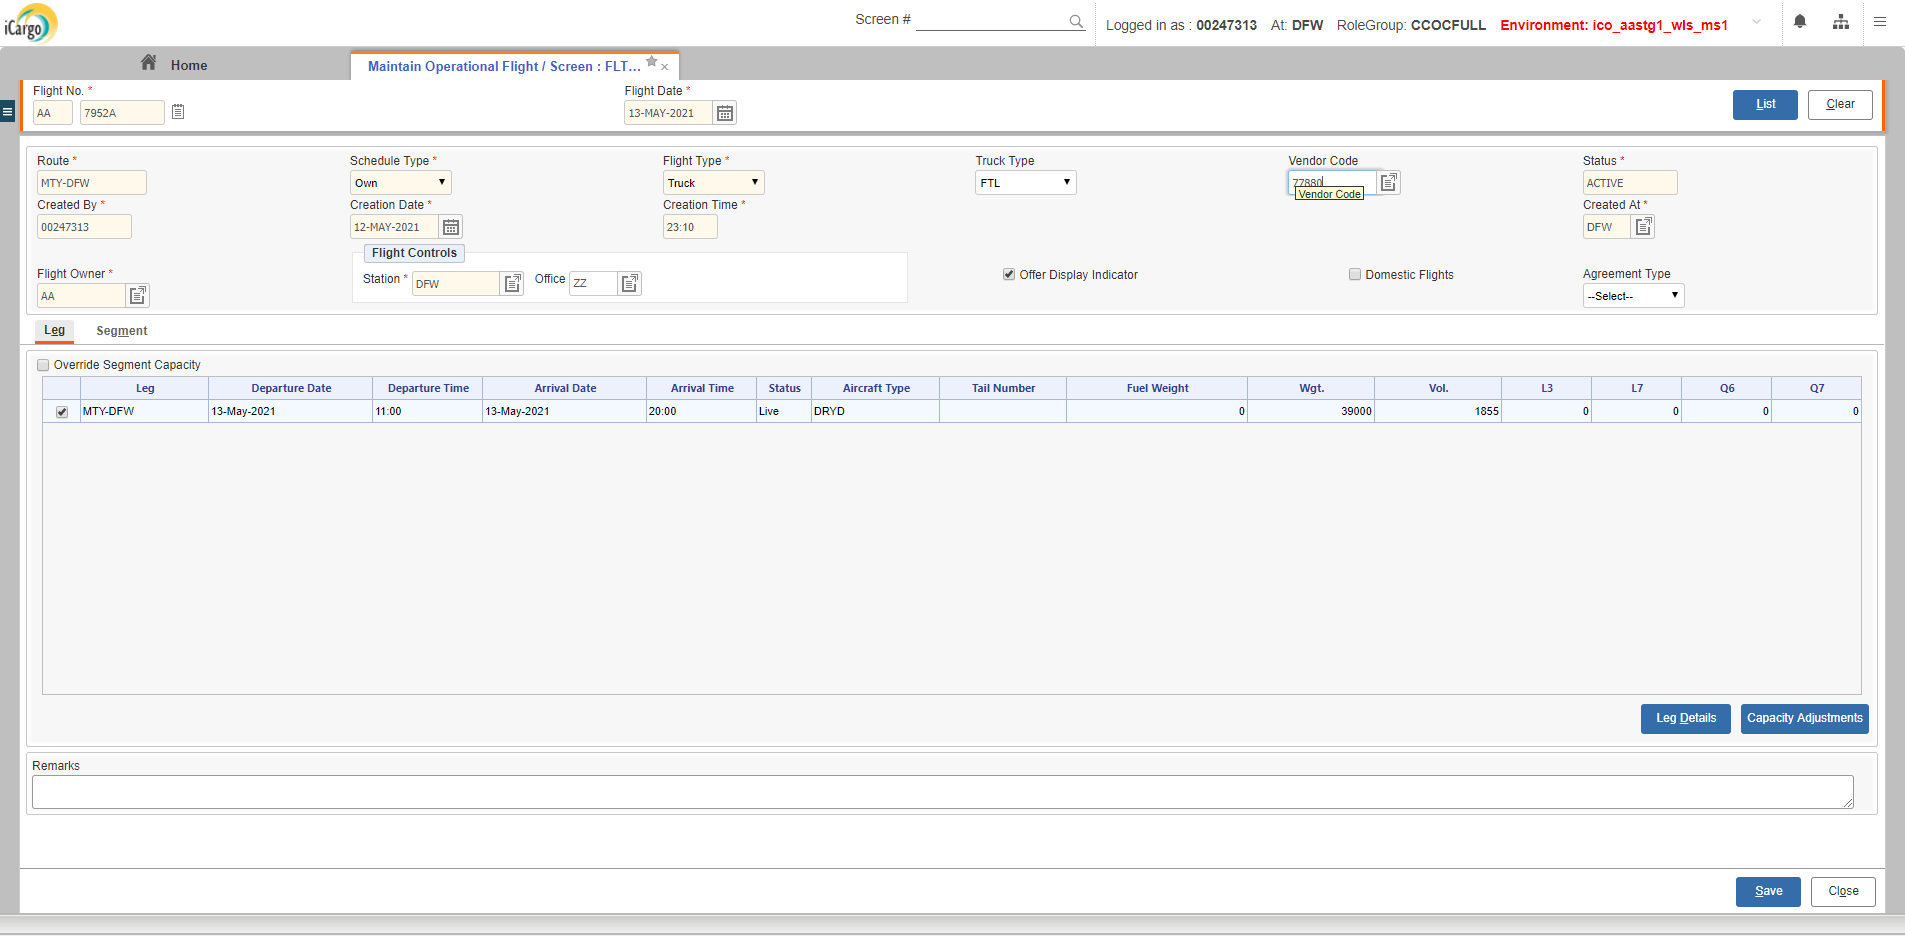 iCargo
Screen #
Logged in as : 00247313 At: DFW RoleGroup: CCOCFULL Environment: ico_aastg1_wls_ms1
Home
Maintain Operational Flight / Screen : FLT...
Flight No. * Flight Date *
AA 7952A 13-MAY-2021 List Clear
Route * Schedule Type * Flight Type * Truck Type Vendor Code Status *
MTY-DFW Own Truck FTL 77880 ACTIVE
Vendor Code
Created By * Creation Date * Creation Time * Created At *
00247313 12-MAY-2021 23:10 DFW
Flight Controls
Flight Owner * Station * DFW Office ZZ Offer Display Indicator Domestic Flights Agreement Type
AA --Select--
Leg Segment
Override Segment Capacity
Leg Departure Date Departure Time Arrival Date Arrival Time Status Aircraft Type Tail Number Fuel Weight Wgt. Vol. L3 L7 Q6 Q7
MTY-DFW 13-May-2021 11:00 13-May-2021 20:00 Live DRYD 0 39000 1855 0 0 0 0
Leg Details Capacity Adjustments
Remarks
Save Close